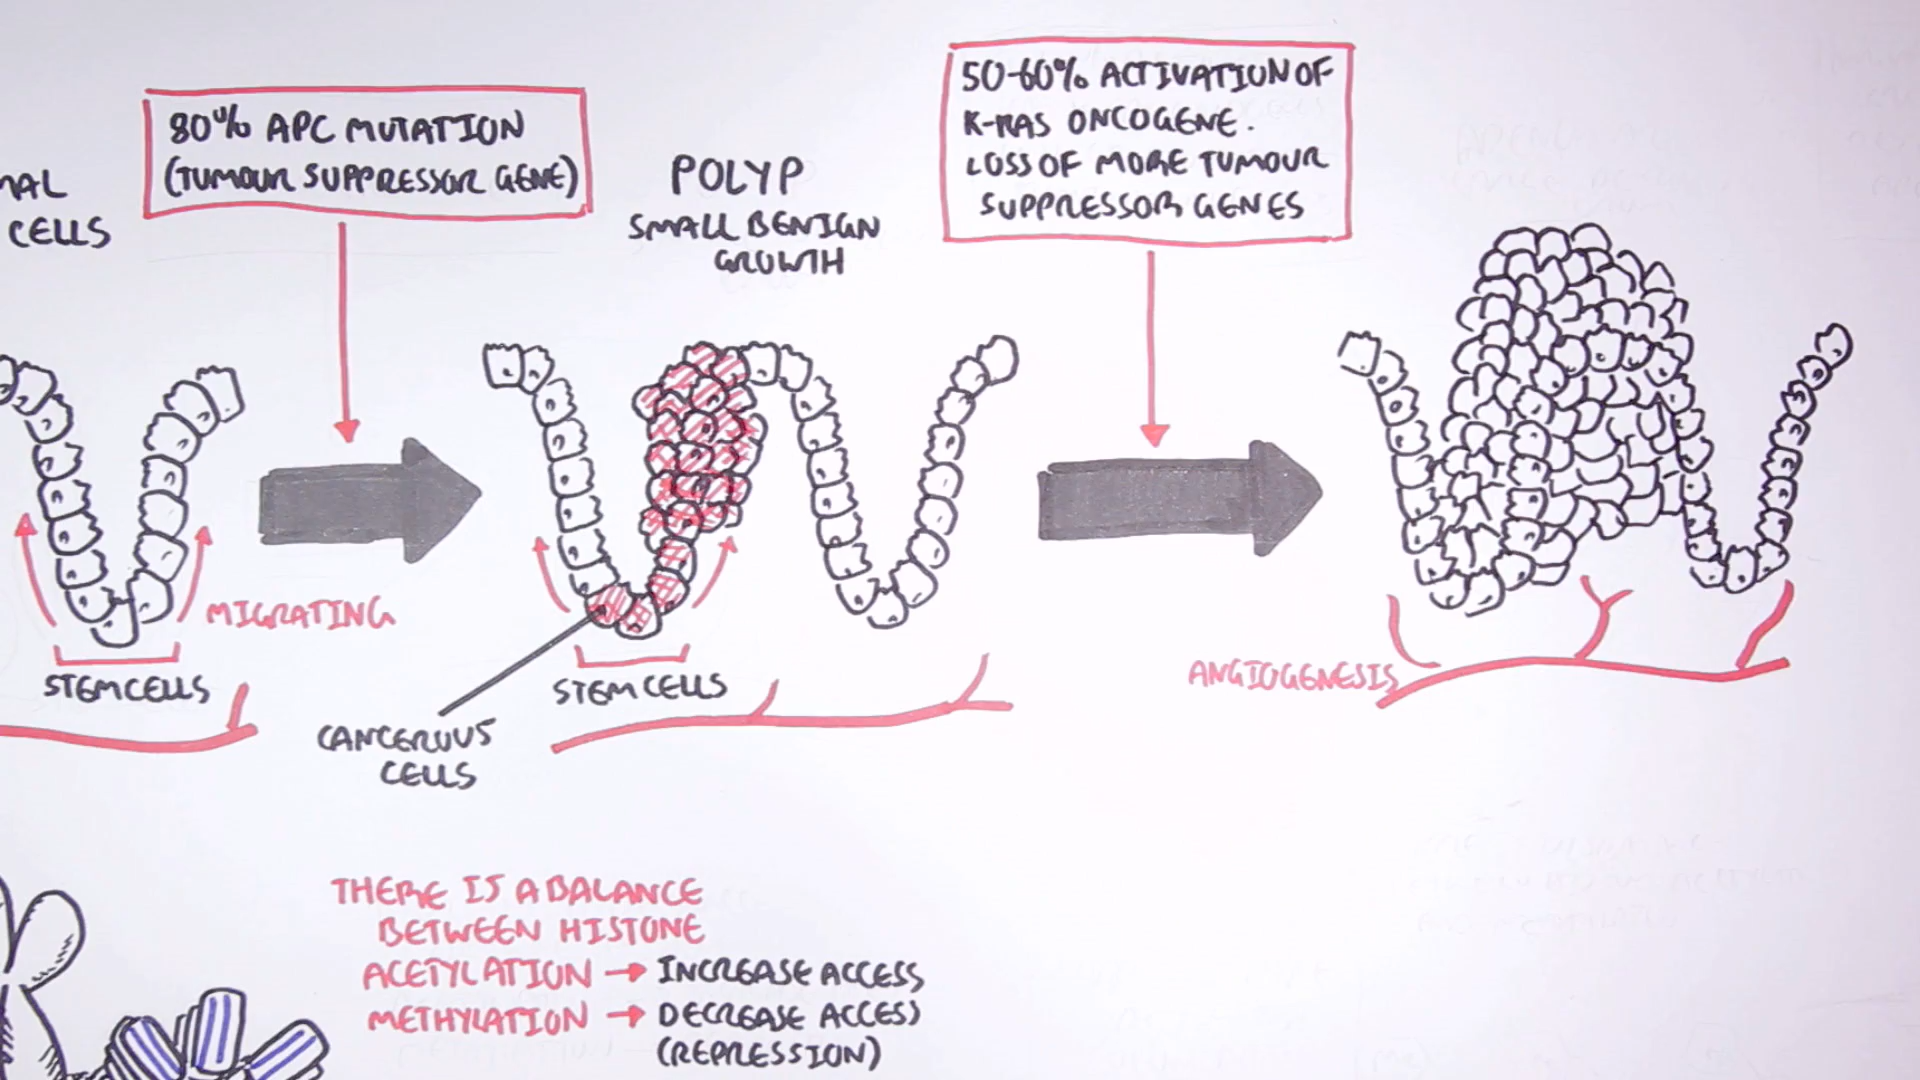 80% APC MUTATION
(TUMOUR SUPPRESSOR GENE)
CELLS
POLYP
SMALL BENIGN
GROWTH
50-60% ACTIVATION OF
K-RAS ONCOGENE.
LOSS OF MORE TUMOUR
SUPPRESSOR GENES
MIGRATING
STEM CELLS
CANCEROUS
CELLS
STEM CELLS
ANGIOGENESIS
THERE IS A BALANCE
BETWEEN HISTONE
ACETYLATION → INCREASE ACCESS
METHYLATION → DECREASE ACCESS
(REPRESSION)